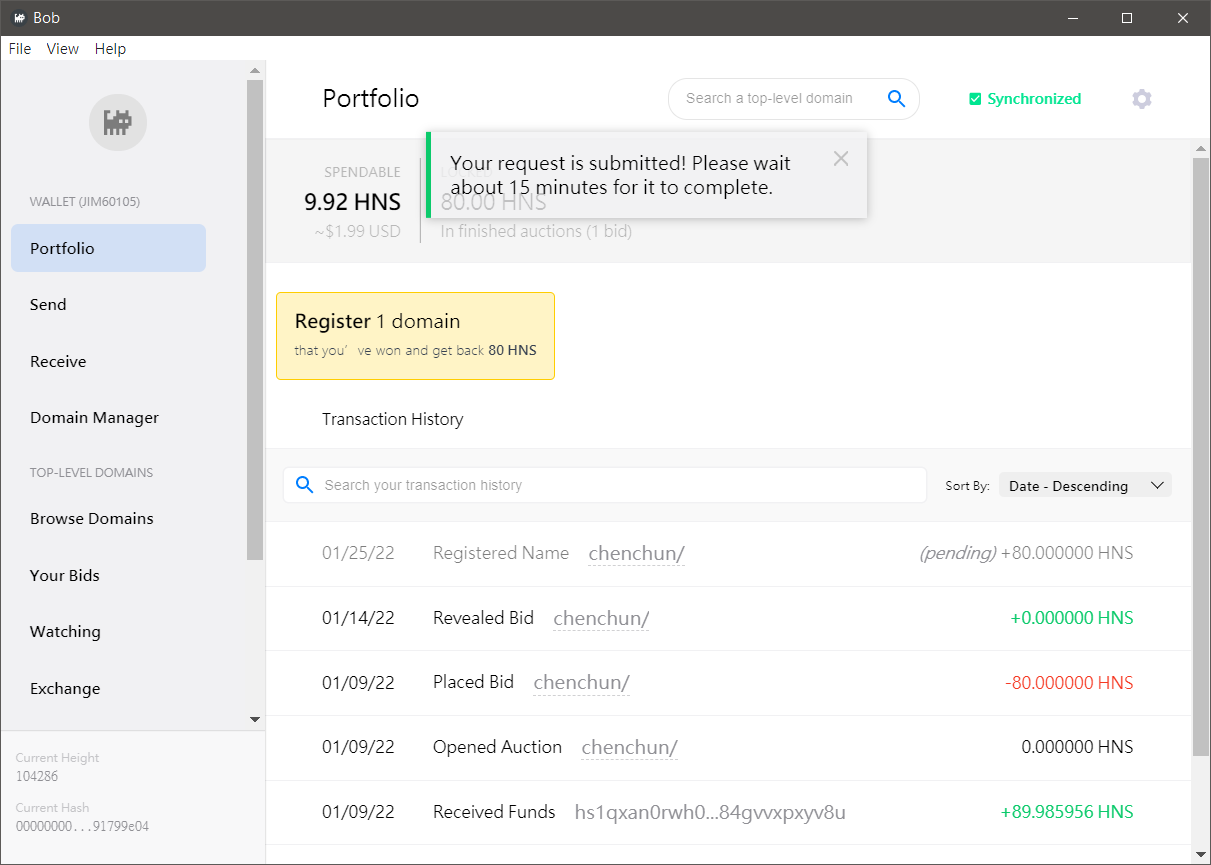 Bob
File View Help
WALLET (JIM60105)
Portfolio
Send
Receive
Domain Manager
TOP-LEVEL DOMAINS
Browse Domains
Your Bids
Watching
Exchange
Current Height
104286
Current Hash
00000000...91799e04
Portfolio
Search a top-level domain
Synchronized
Your request is submitted! Please wait
about 15 minutes for it to complete.
SPENDABLE
9.92 HNS
~$1.99 USD
80.00 HNS
In finished auctions (1 bid)
Register 1 domain
that you’ve won and get back 80 HNS
Transaction History
Search your transaction history
Sort By: Date - Descending
01/25/22 Registered Name chenchun/ (pending) +80.000000 HNS
01/14/22 Revealed Bid chenchun/ +0.000000 HNS
01/09/22 Placed Bid chenchun/ -80.000000 HNS
01/09/22 Opened Auction chenchun/ 0.000000 HNS
01/09/22 Received Funds hs1qxan0rwh0...84gvvxpxyv8u +89.985956 HNS